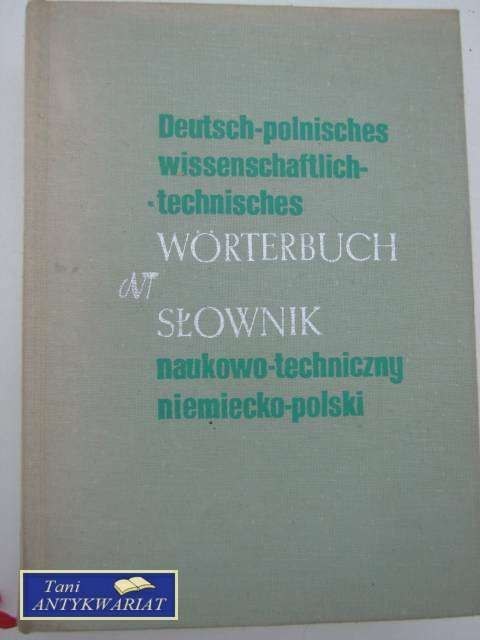 Deutsch-polnisches
wissenschaftlich-
technisches
WÖRTERBUCH
WNT
SŁOWNIK
naukowo-techniczny
niemiecko-polski
Tani
ANTYKWARIAT